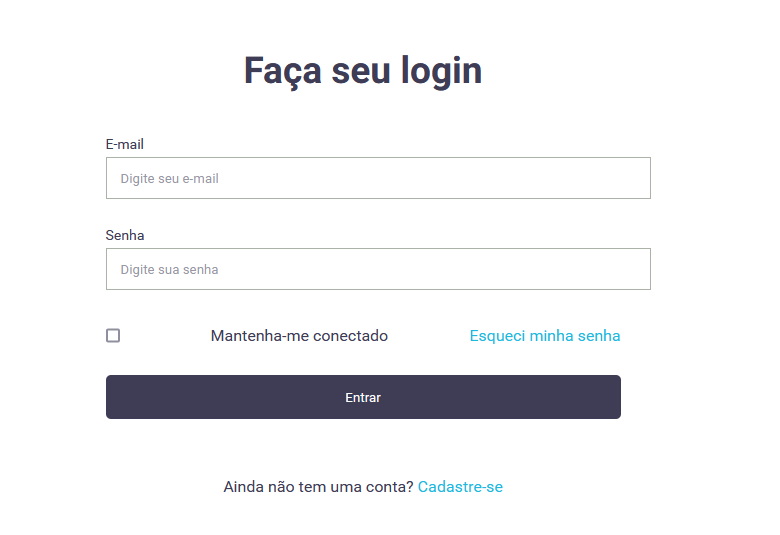 Faça seu login
E-mail
Digite seu e-mail
Senha
Digite sua senha
Mantenha-me conectado Esqueci minha senha
Entrar
Ainda não tem uma conta? Cadastre-se